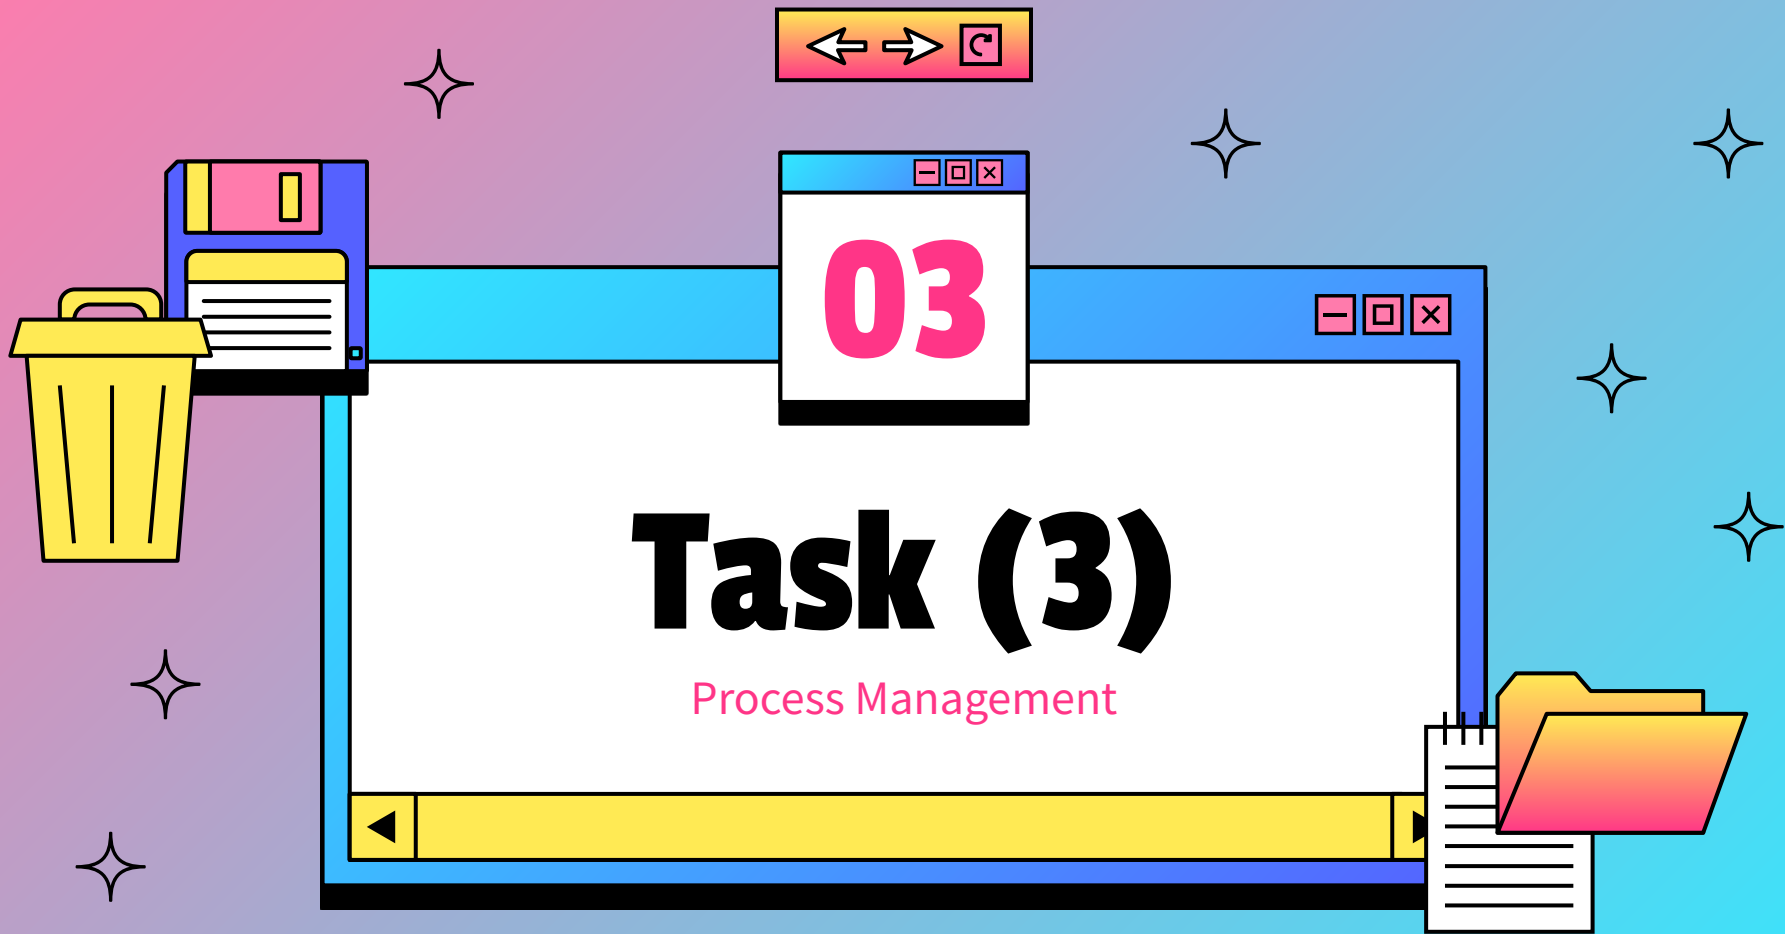 03
Task (3)
Process Management